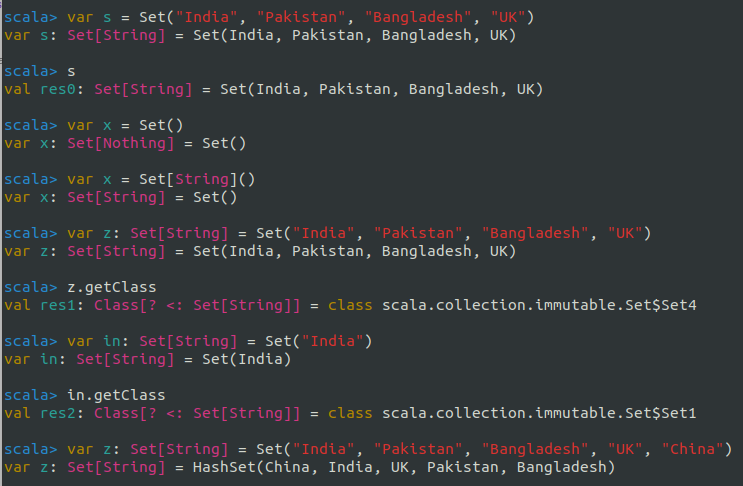 scala> var s = Set("India", "Pakistan", "Bangladesh", "UK")
var s: Set[String] = Set(India, Pakistan, Bangladesh, UK)
scala> s
val res0: Set[String] = Set(India, Pakistan, Bangladesh, UK)
scala> var x = Set()
var x: Set[Nothing] = Set()
scala> var x = Set[String]()
var x: Set[String] = Set()
scala> var z: Set[String] = Set("India", "Pakistan", "Bangladesh", "UK")
var z: Set[String] = Set(India, Pakistan, Bangladesh, UK)
scala> z.getClass
val res1: Class[? <: Set[String]] = class scala.collection.immutable.Set$Set4
scala> var in: Set[String] = Set("India")
var in: Set[String] = Set(India)
scala> in.getClass
val res2: Class[? <: Set[String]] = class scala.collection.immutable.Set$Set1
scala> var z: Set[String] = Set("India", "Pakistan", "Bangladesh", "UK", "China")
var z: Set[String] = HashSet(China, India, UK, Pakistan, Bangladesh)